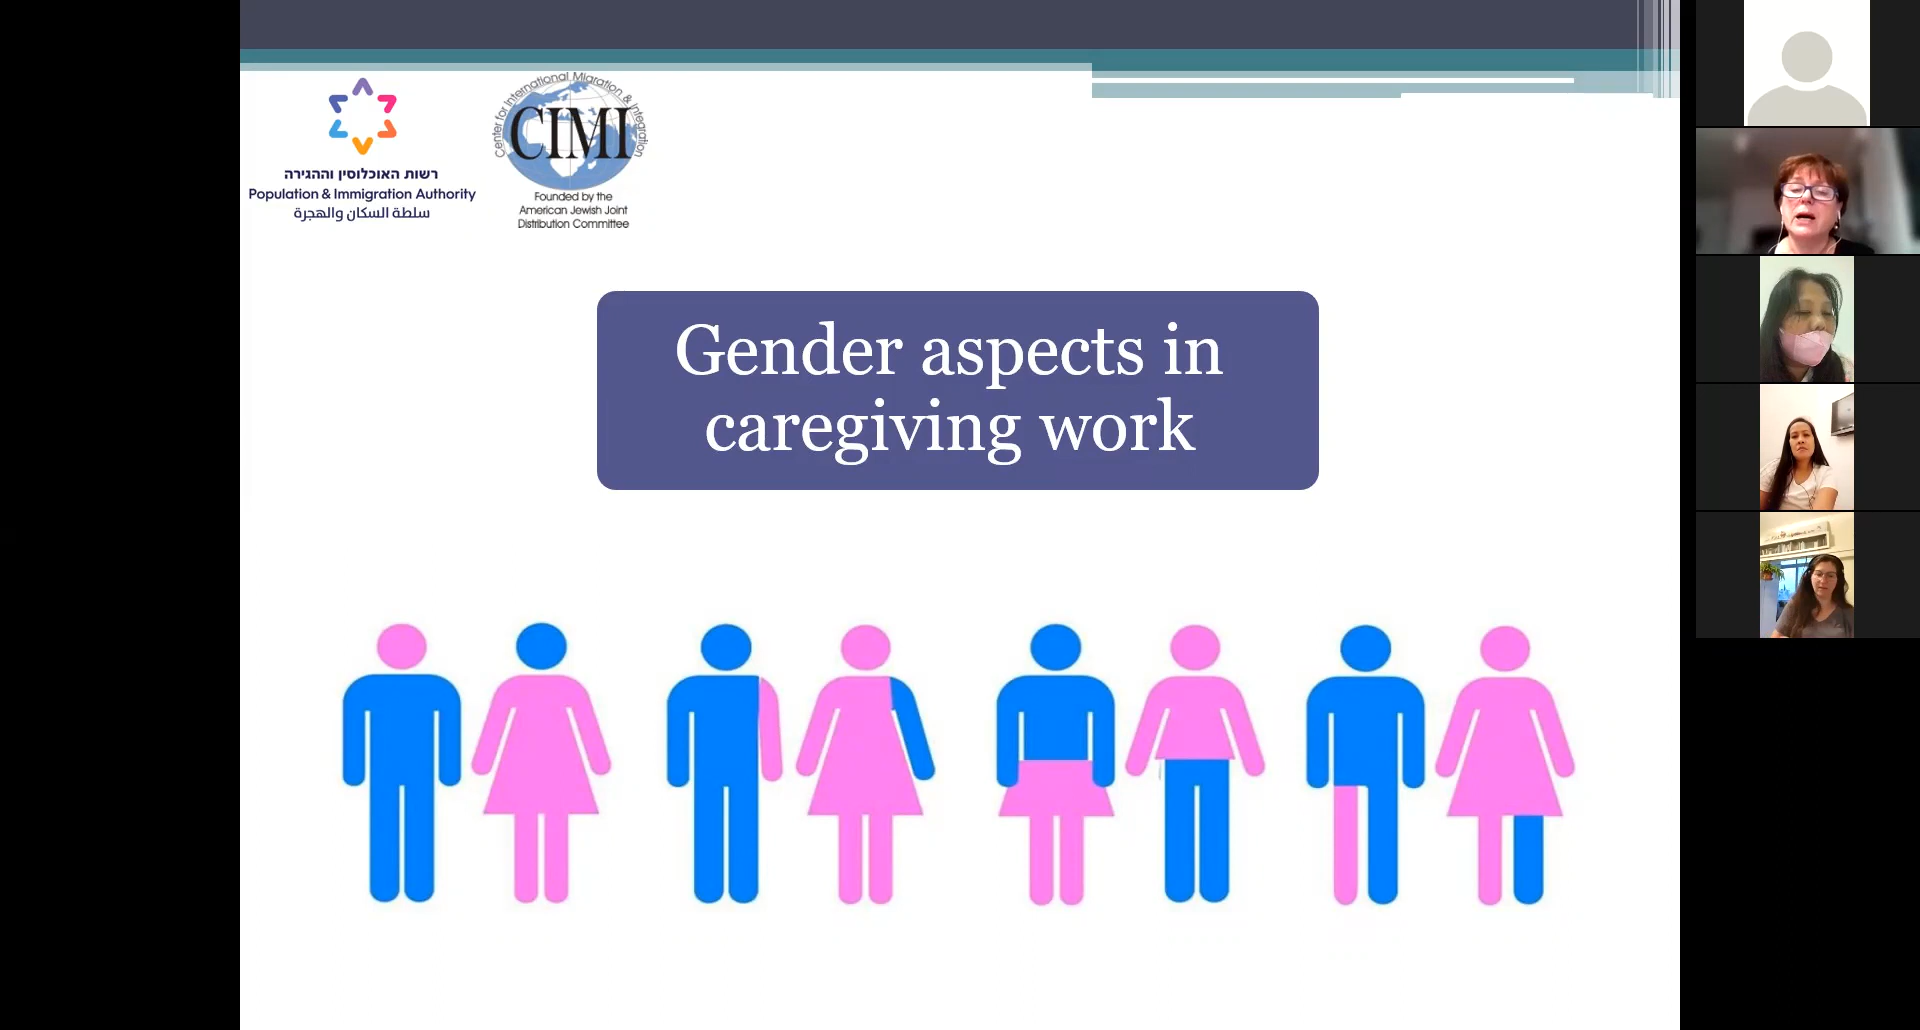 רשות האוכלוסין וההגירה
Population & Immigration Authority
سلطة السكان والهجرة
Center for International Migration & Integration
CIMI
Founded by the
American Jewish Joint
Distribution Committee
Gender aspects in
caregiving work